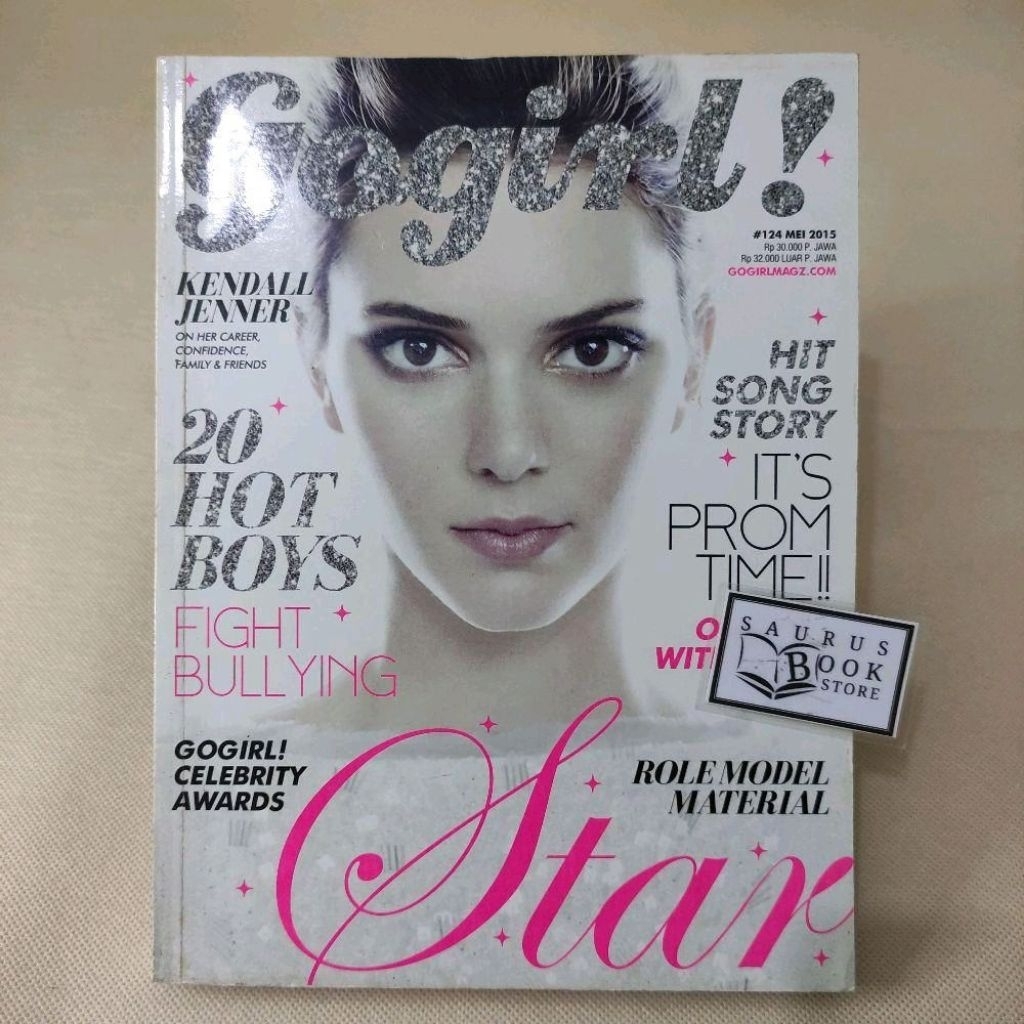 Gogirl!
#124 MEI 2015
Rp 30.000 P. JAWA
Rp 32.000 LUAR P. JAWA
GOGIRLMAGZ.COM
KENDALL
JENNER
ON HER CAREER,
CONFIDENCE,
FAMILY & FRIENDS
20
HOT
BOYS
FIGHT
BULLYING
GOGIRL!
CELEBRITY
AWARDS
HIT
SONG
STORY
IT'S
PROM
TIME!!
SAURUS
BOOK
STORE
ROLE MODEL
MATERIAL
Star